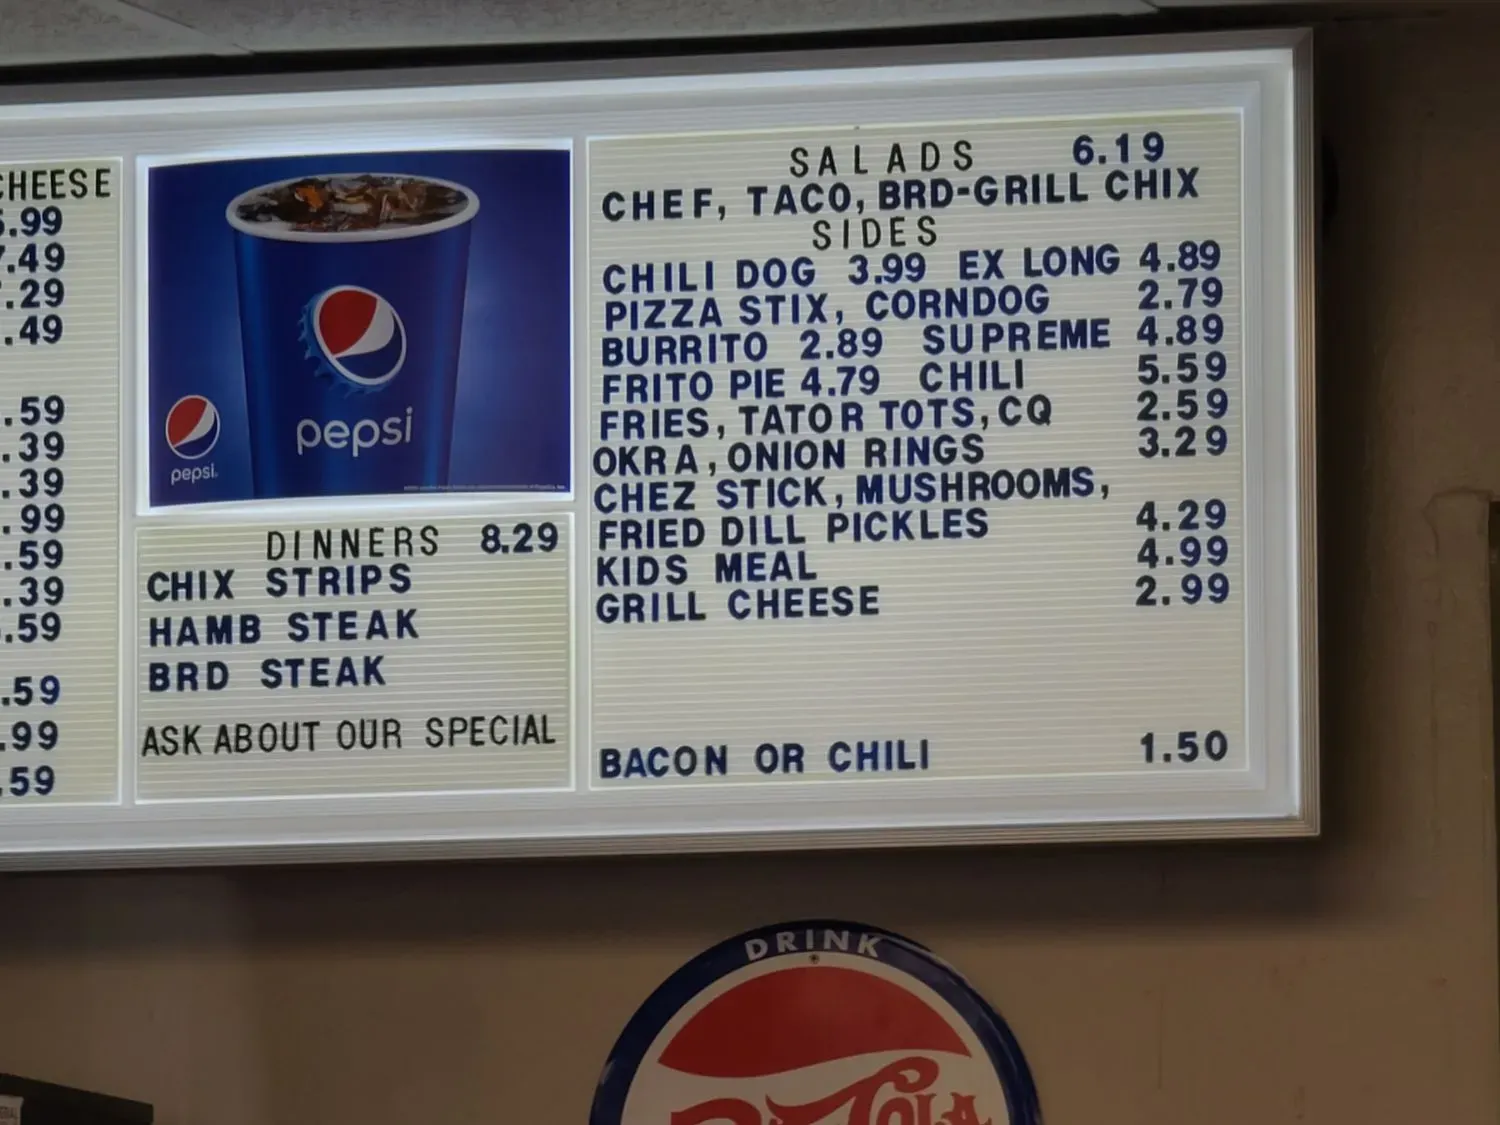 CHEESE
.99
.49
.29
.49
.59
.39
.39
.99
.59
.39
.59
.59
.99
.59
pepsi
pepsi
DINNERS 8.29
CHIX STRIPS
HAMB STEAK
BRD STEAK
ASK ABOUT OUR SPECIAL
SALADS 6.19
CHEF, TACO, BRD-GRILL CHIX
SIDES
CHILI DOG 3.99 EX LONG 4.89
PIZZA STIX, CORNDOG 2.79
BURRITO 2.89 SUPREME 4.89
FRITO PIE 4.79 CHILI 5.59
FRIES, TATOR TOTS, CQ 2.59
OKRA, ONION RINGS 3.29
CHEZ STICK, MUSHROOMS,
FRIED DILL PICKLES 4.29
KIDS MEAL 4.99
GRILL CHEESE 2.99
BACON OR CHILI 1.50
DRINK